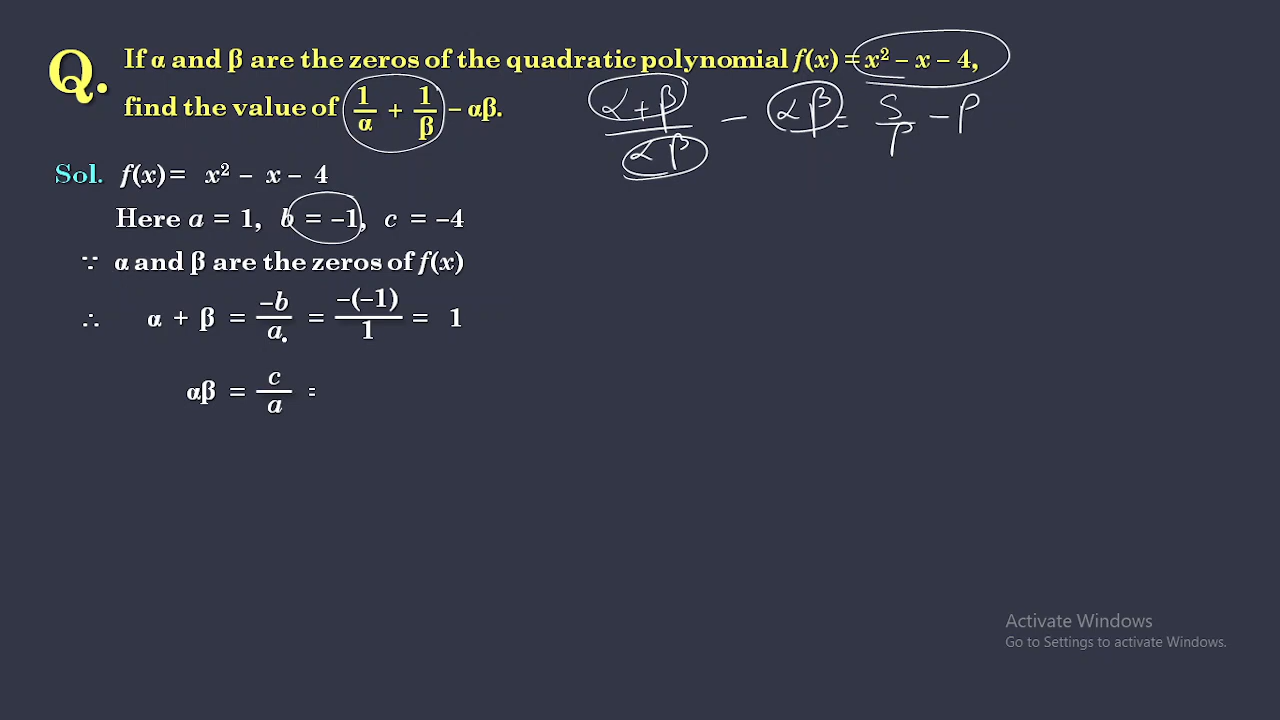 Q. If α and β are the zeros of the quadratic polynomial f(x) = x² – x – 4,
find the value of 1/α + 1/β – αβ.
α + β / αβ – αβ = S/P – P
Sol. f(x) = x² – x – 4
Here a = 1, b = –1, c = –4
∵ α and β are the zeros of f(x)
∴ α + β = –b/a = –(–1)/1 = 1
αβ = c/a =
Activate Windows
Go to Settings to activate Windows.